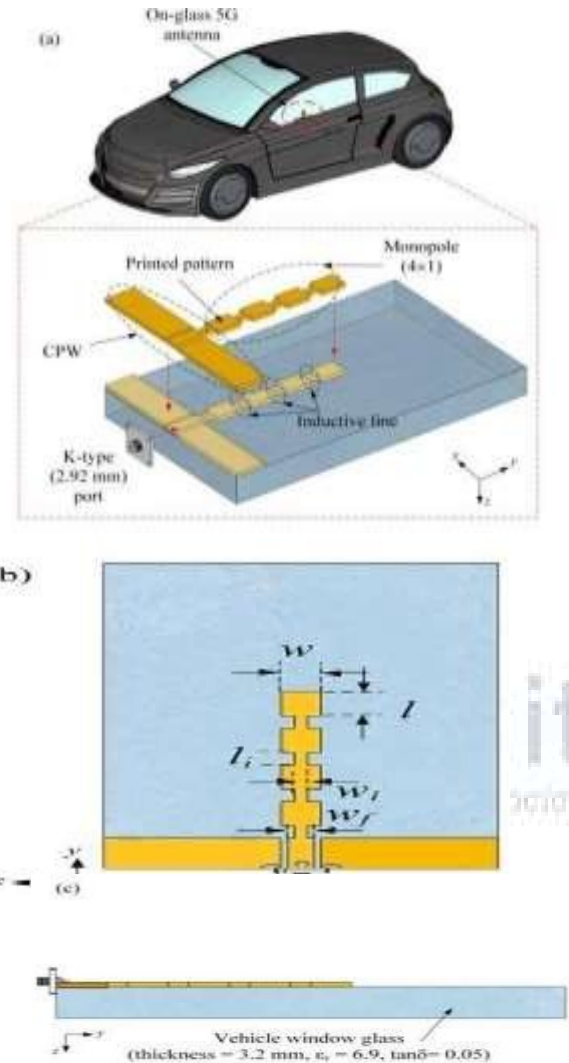 On-glass 5G
antenna
(a)
Printed pattern
Monopole
(4×1)
CPW
Inductive line
K-type
(2.92 mm)
port
x
y
z
b)
w
l
l i
w i
w f
y
(c)
y
z
Vehicle window glass
(thickness = 3.2 mm, εr = 6.9, tanδ= 0.05)